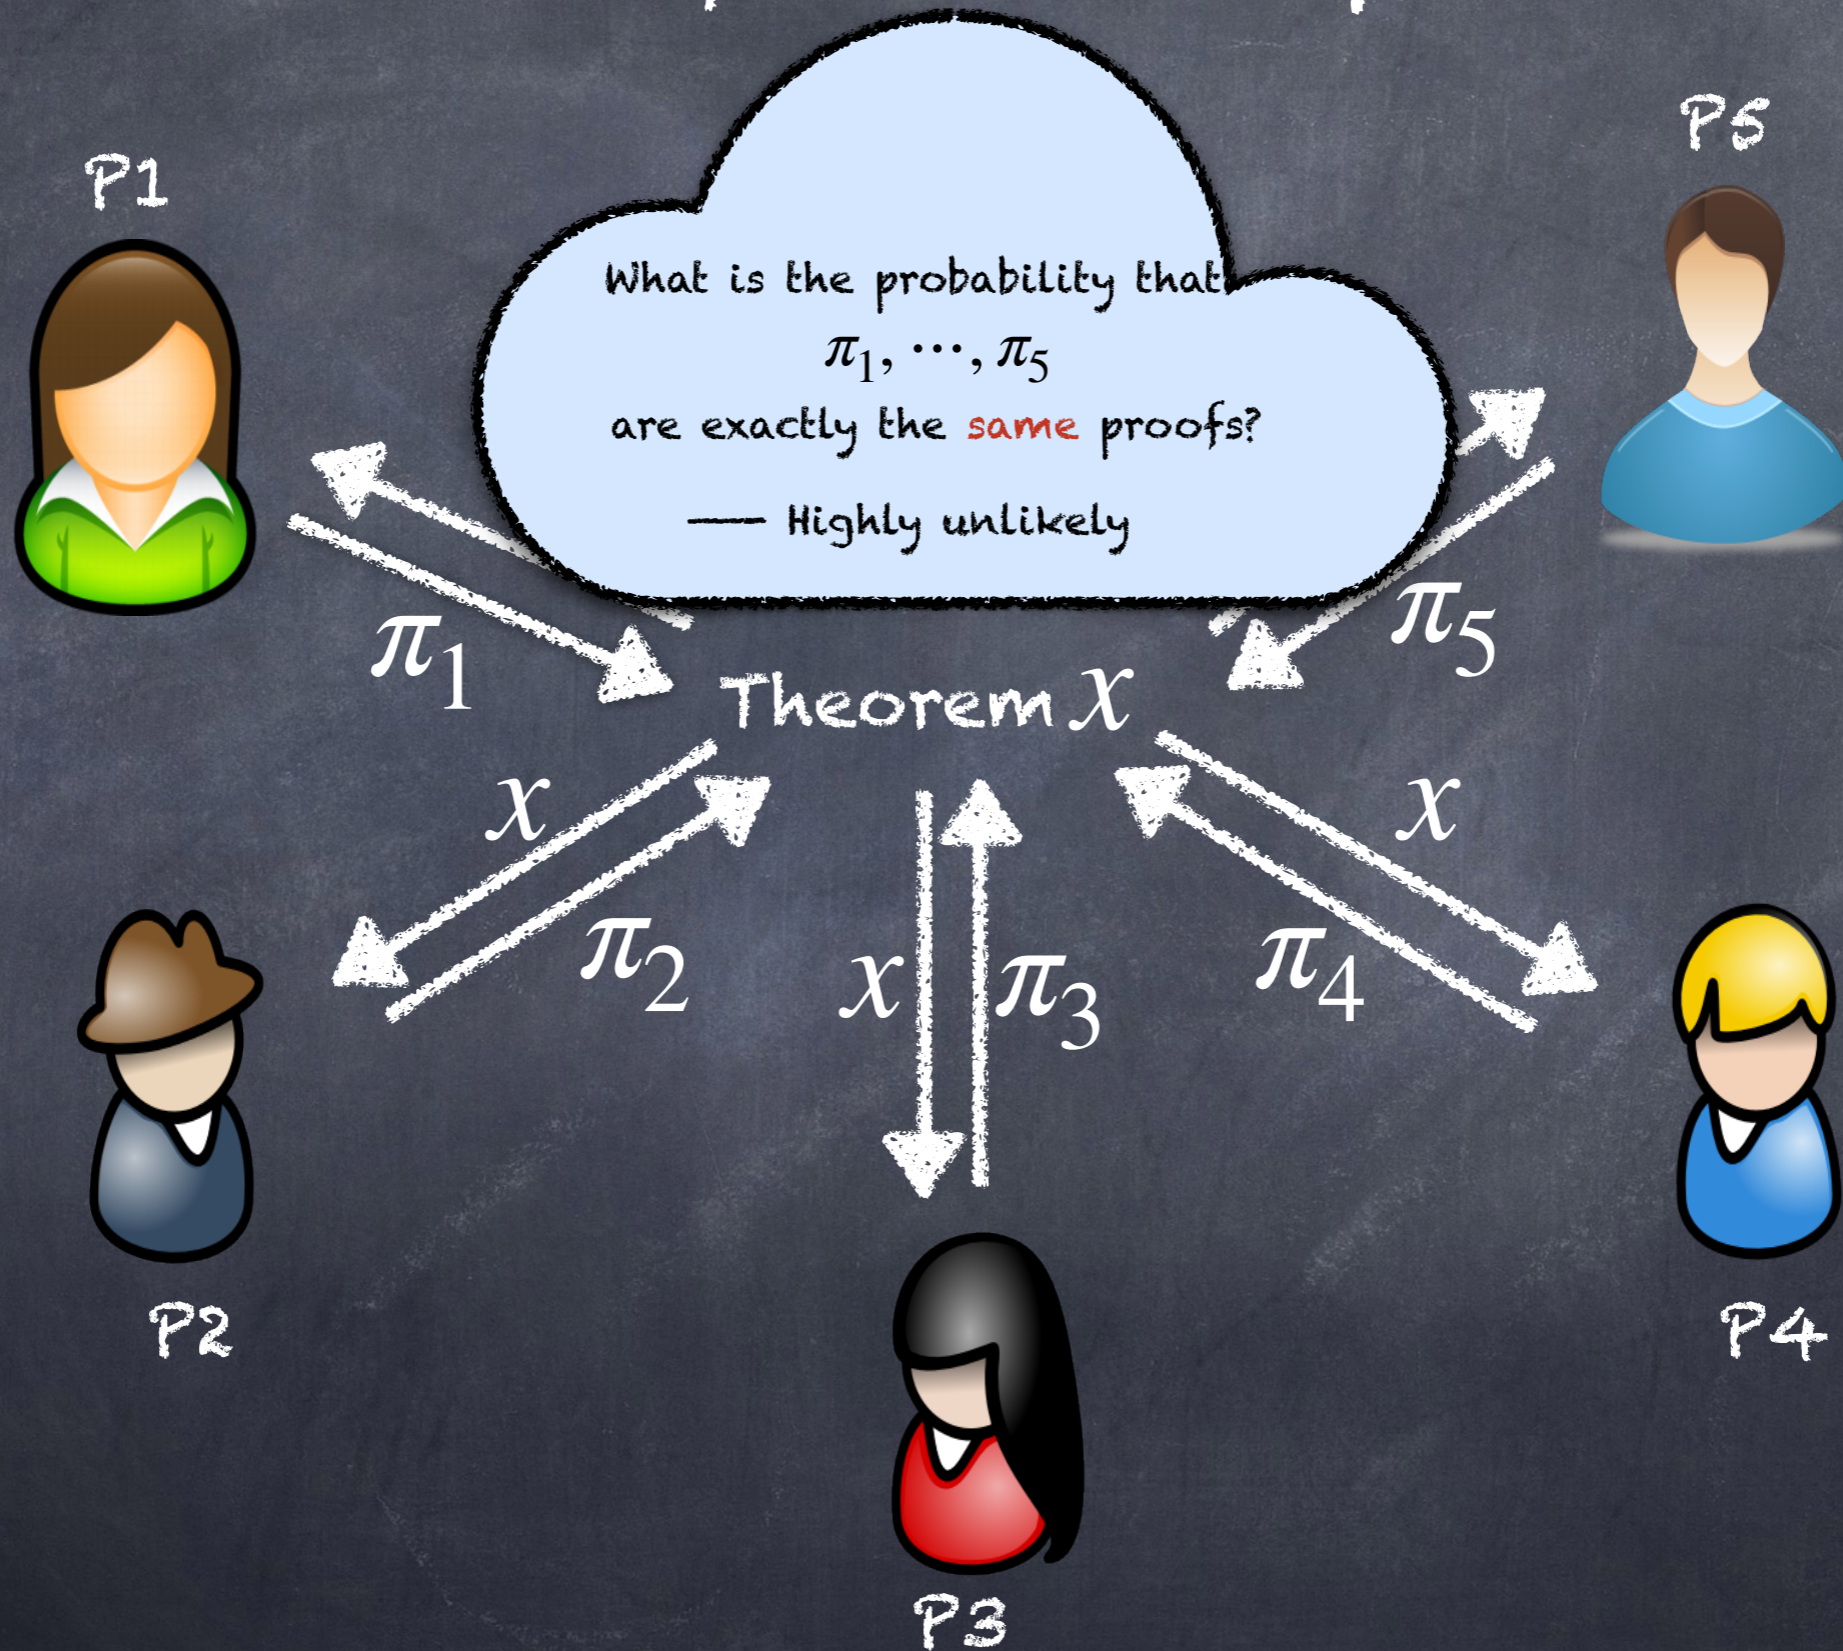 P5
P1
What is the probability that
π₁, ⋯, π₅
are exactly the same proofs?
— Highly unlikely
π₁
π₅
Theorem x
x
x
π₂
x
π₃
π₄
P2
P4
P3